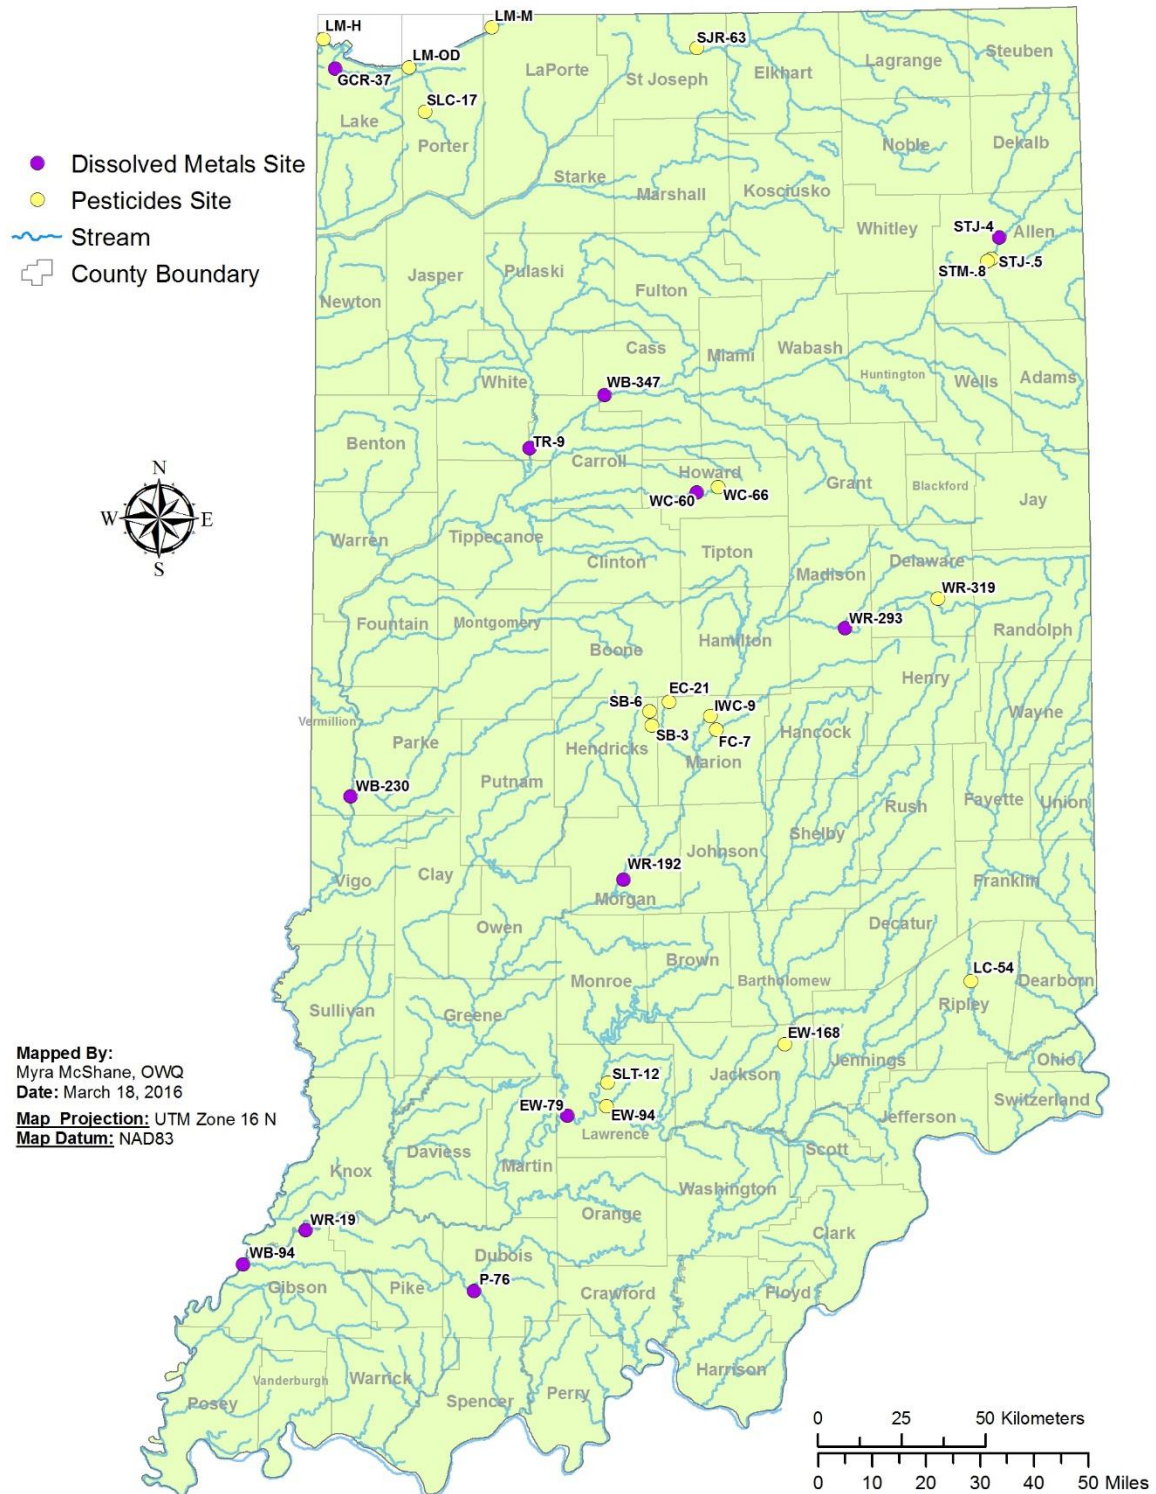 LM-M
LM-H
SJR-63
Steuben
LM-OD
Lagrange
LaPorte
Elkhart
St Joseph
GCR-37
SLC-17
Lake
Porter
Noble
Dekalb
Dissolved Metals Site
Pesticides Site
Stream
County Boundary
Starke
Marshall
Kosciusko
Whitley
STJ-4
Allen
STM-.8
STJ-.5
Jasper
Pulaski
Newton
Fulton
Cass
Miami
Wabash
Huntington
Wells
Adams
White
WB-347
Benton
TR-9
Carroll
Howard
Grant
Blackford
Jay
WC-60
WC-66
N
W
E
S
Warren
Tippecanoe
Clinton
Tipton
Madison
Delaware
WR-319
Fountain
Montgomery
WR-293
Randolph
Boone
Hamilton
Henry
EC-21
SB-6
IWC-9
Wayne
Vermillion
Parke
Hendricks
SB-3
FC-7
Hancock
Marion
Putnam
WB-230
Rush
Fayette
Union
Shelby
Johnson
Clay
Vigo
WR-192
Morgan
Franklin
Owen
Decatur
Brown
LC-54
Monroe
Bartholomew
Dearborn
Sullivan
Greene
Ripley
EW-168
Mapped By:
Myra McShane, OWQ
Date: March 18, 2016
Map Projection: UTM Zone 16 N
Map Datum: NAD83
Jackson
Jennings
Ohio
SLT-12
Switzerland
EW-79
EW-94
Jefferson
Lawrence
Daviess
Martin
Scott
Knox
Washington
Orange
WR-19
Clark
WB-94
Dubois
P-76
Gibson
Pike
Crawford
Floyd
Harrison
Vanderburgh
Warrick
Posey
Spencer
Perry
0 25 50 Kilometers
0 10 20 30 40 50 Miles